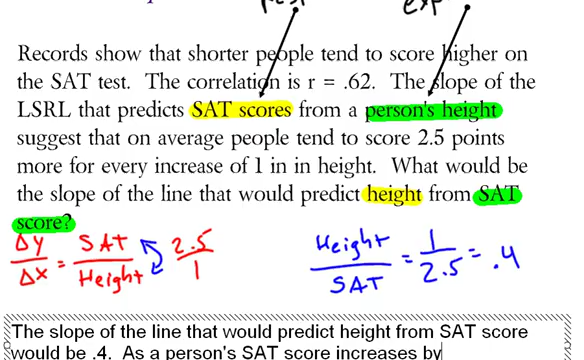 Records show that shorter people tend to score higher on
the SAT test. The correlation is r = .62. The slope of the
LSRL that predicts SAT scores from a person's height
suggest that on average people tend to score 2.5 points
more for every increase of 1 in in height. What would be
the slope of the line that would predict height from SAT
score?
ΔY/ΔX = SAT/Height 2.5/1
Height/SAT = 1/2.5 = .4
The slope of the line that would predict height from SAT score
would be .4. As a person's SAT score increases by